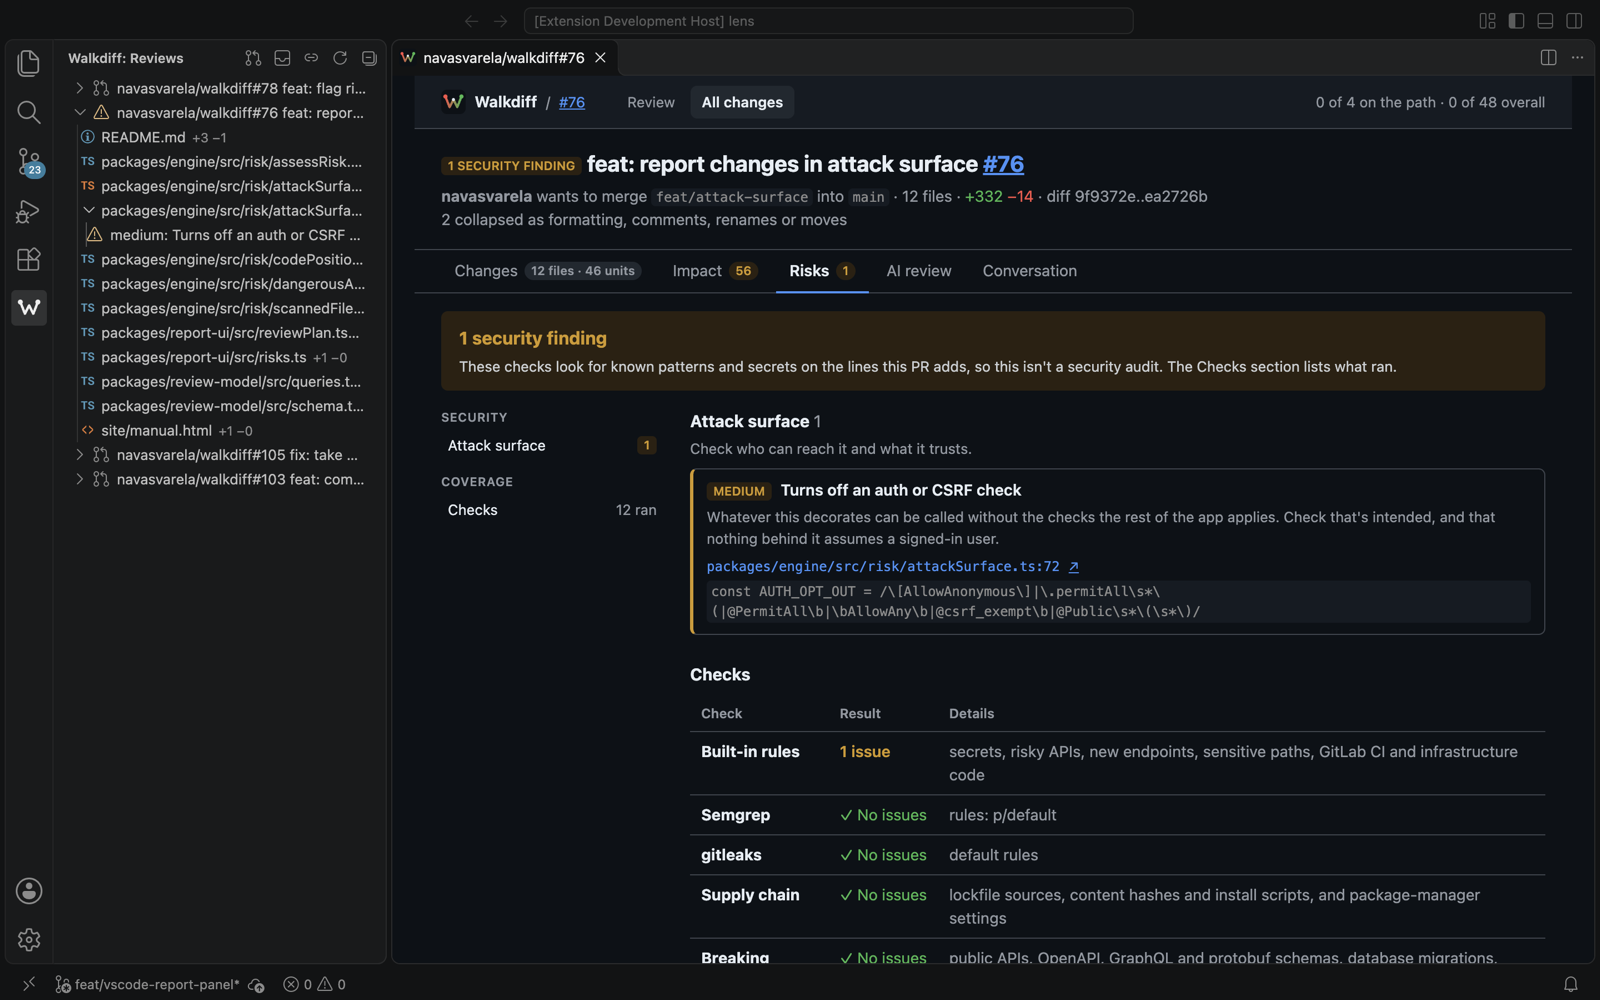 [Extension Development Host] lens
Walkdiff: Reviews
navasvarela/walkdiff#78 feat: flag ri...
navasvarela/walkdiff#76 feat: repor...
README.md +3 −1
TS packages/engine/src/risk/assessRisk....
TS packages/engine/src/risk/attackSurfa...
packages/engine/src/risk/attackSurfa...
medium: Turns off an auth or CSRF ...
TS packages/engine/src/risk/codePositio...
TS packages/engine/src/risk/dangerousA...
TS packages/engine/src/risk/scannedFile...
TS packages/report-ui/src/reviewPlan.ts...
TS packages/report-ui/src/risks.ts +1 −0
TS packages/review-model/src/queries.t...
TS packages/review-model/src/schema.t...
site/manual.html +1 −0
navasvarela/walkdiff#105 fix: take ...
navasvarela/walkdiff#103 feat: com...
23
W
W navasvarela/walkdiff#76
W Walkdiff / #76 Review All changes 0 of 4 on the path · 0 of 48 overall
1 SECURITY FINDING feat: report changes in attack surface #76
navasvarela wants to merge feat/attack-surface into main · 12 files · +332 −14 · diff 9f9372e..ea2726b
2 collapsed as formatting, comments, renames or moves
Changes 12 files · 46 units Impact 56 Risks 1 AI review Conversation
1 security finding
These checks look for known patterns and secrets on the lines this PR adds, so this isn't a security audit. The Checks section lists what ran.
SECURITY
Attack surface 1
COVERAGE
Checks 12 ran
Attack surface 1
Check who can reach it and what it trusts.
MEDIUM Turns off an auth or CSRF check
Whatever this decorates can be called without the checks the rest of the app applies. Check that's intended, and that
nothing behind it assumes a signed-in user.
packages/engine/src/risk/attackSurface.ts:72 ↗
const AUTH_OPT_OUT = /\[AllowAnonymous\]|\.permitAll\s*\
(|@PermitAll\b|\bAllowAny\b|@csrf_exempt\b|@Public\s*\(\s*\)/
Checks
Check Result Details
Built-in rules 1 issue secrets, risky APIs, new endpoints, sensitive paths, GitLab CI and infrastructure
code
Semgrep ✓ No issues rules: p/default
gitleaks ✓ No issues default rules
Supply chain ✓ No issues lockfile sources, content hashes and install scripts, and package-manager
settings
Breaking ✓ No issues public APIs, OpenAPI, GraphQL and protobuf schemas, database migrations,
feat/vscode-report-panel* 0 0